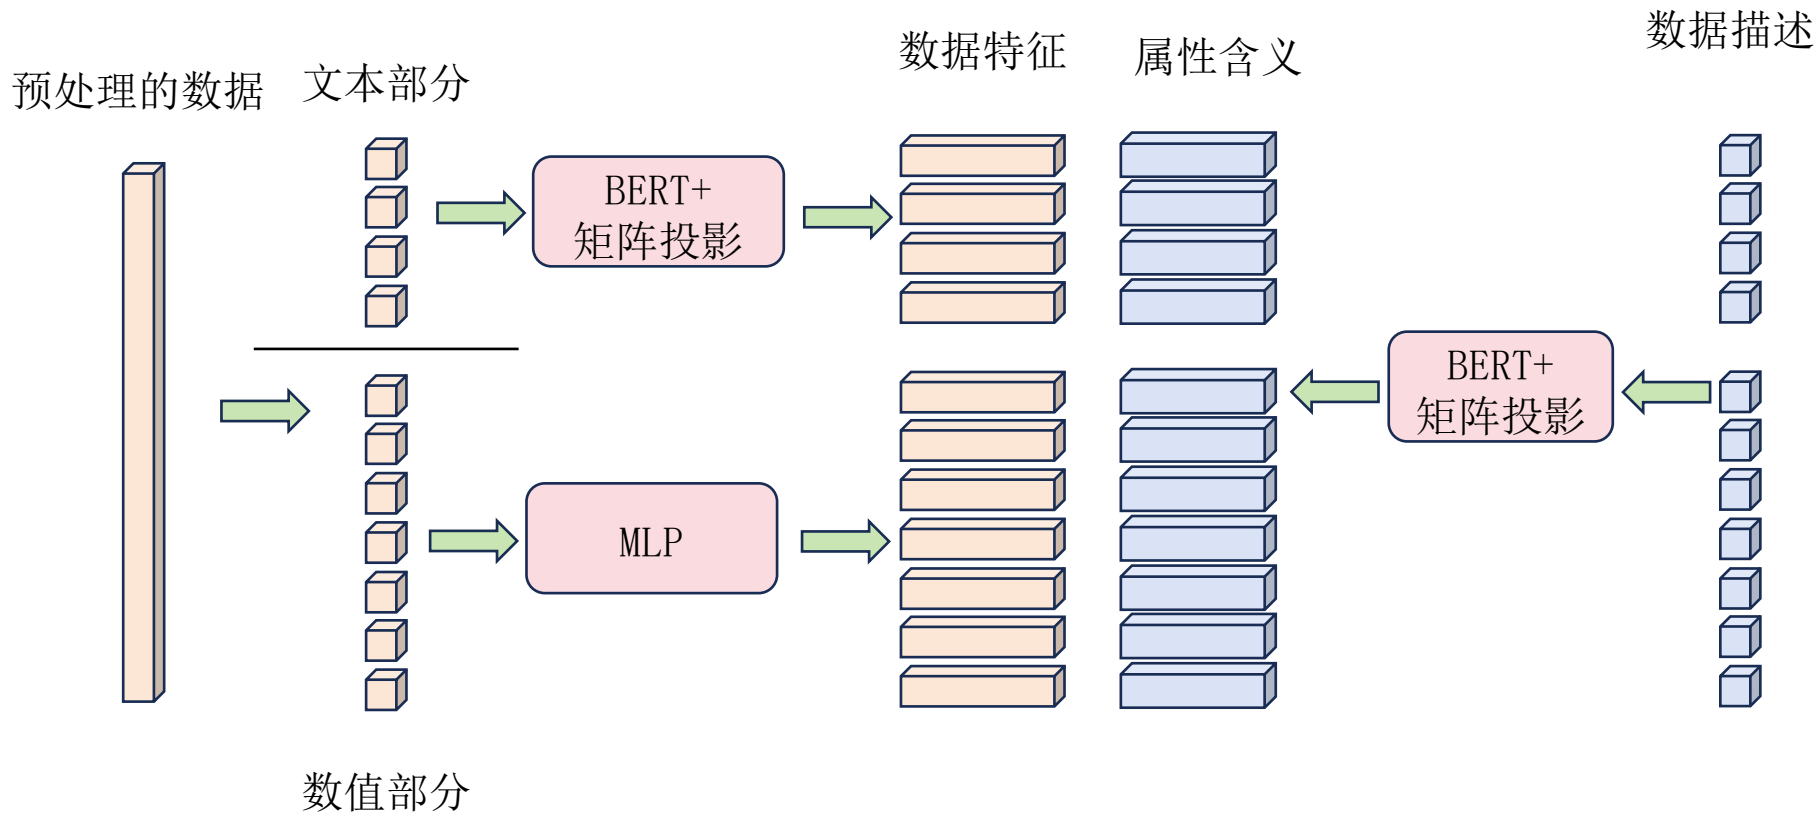 预处理的数据
文本部分
数据特征
属性含义
数据描述
BERT+
矩阵投影
BERT+
矩阵投影
MLP
数值部分